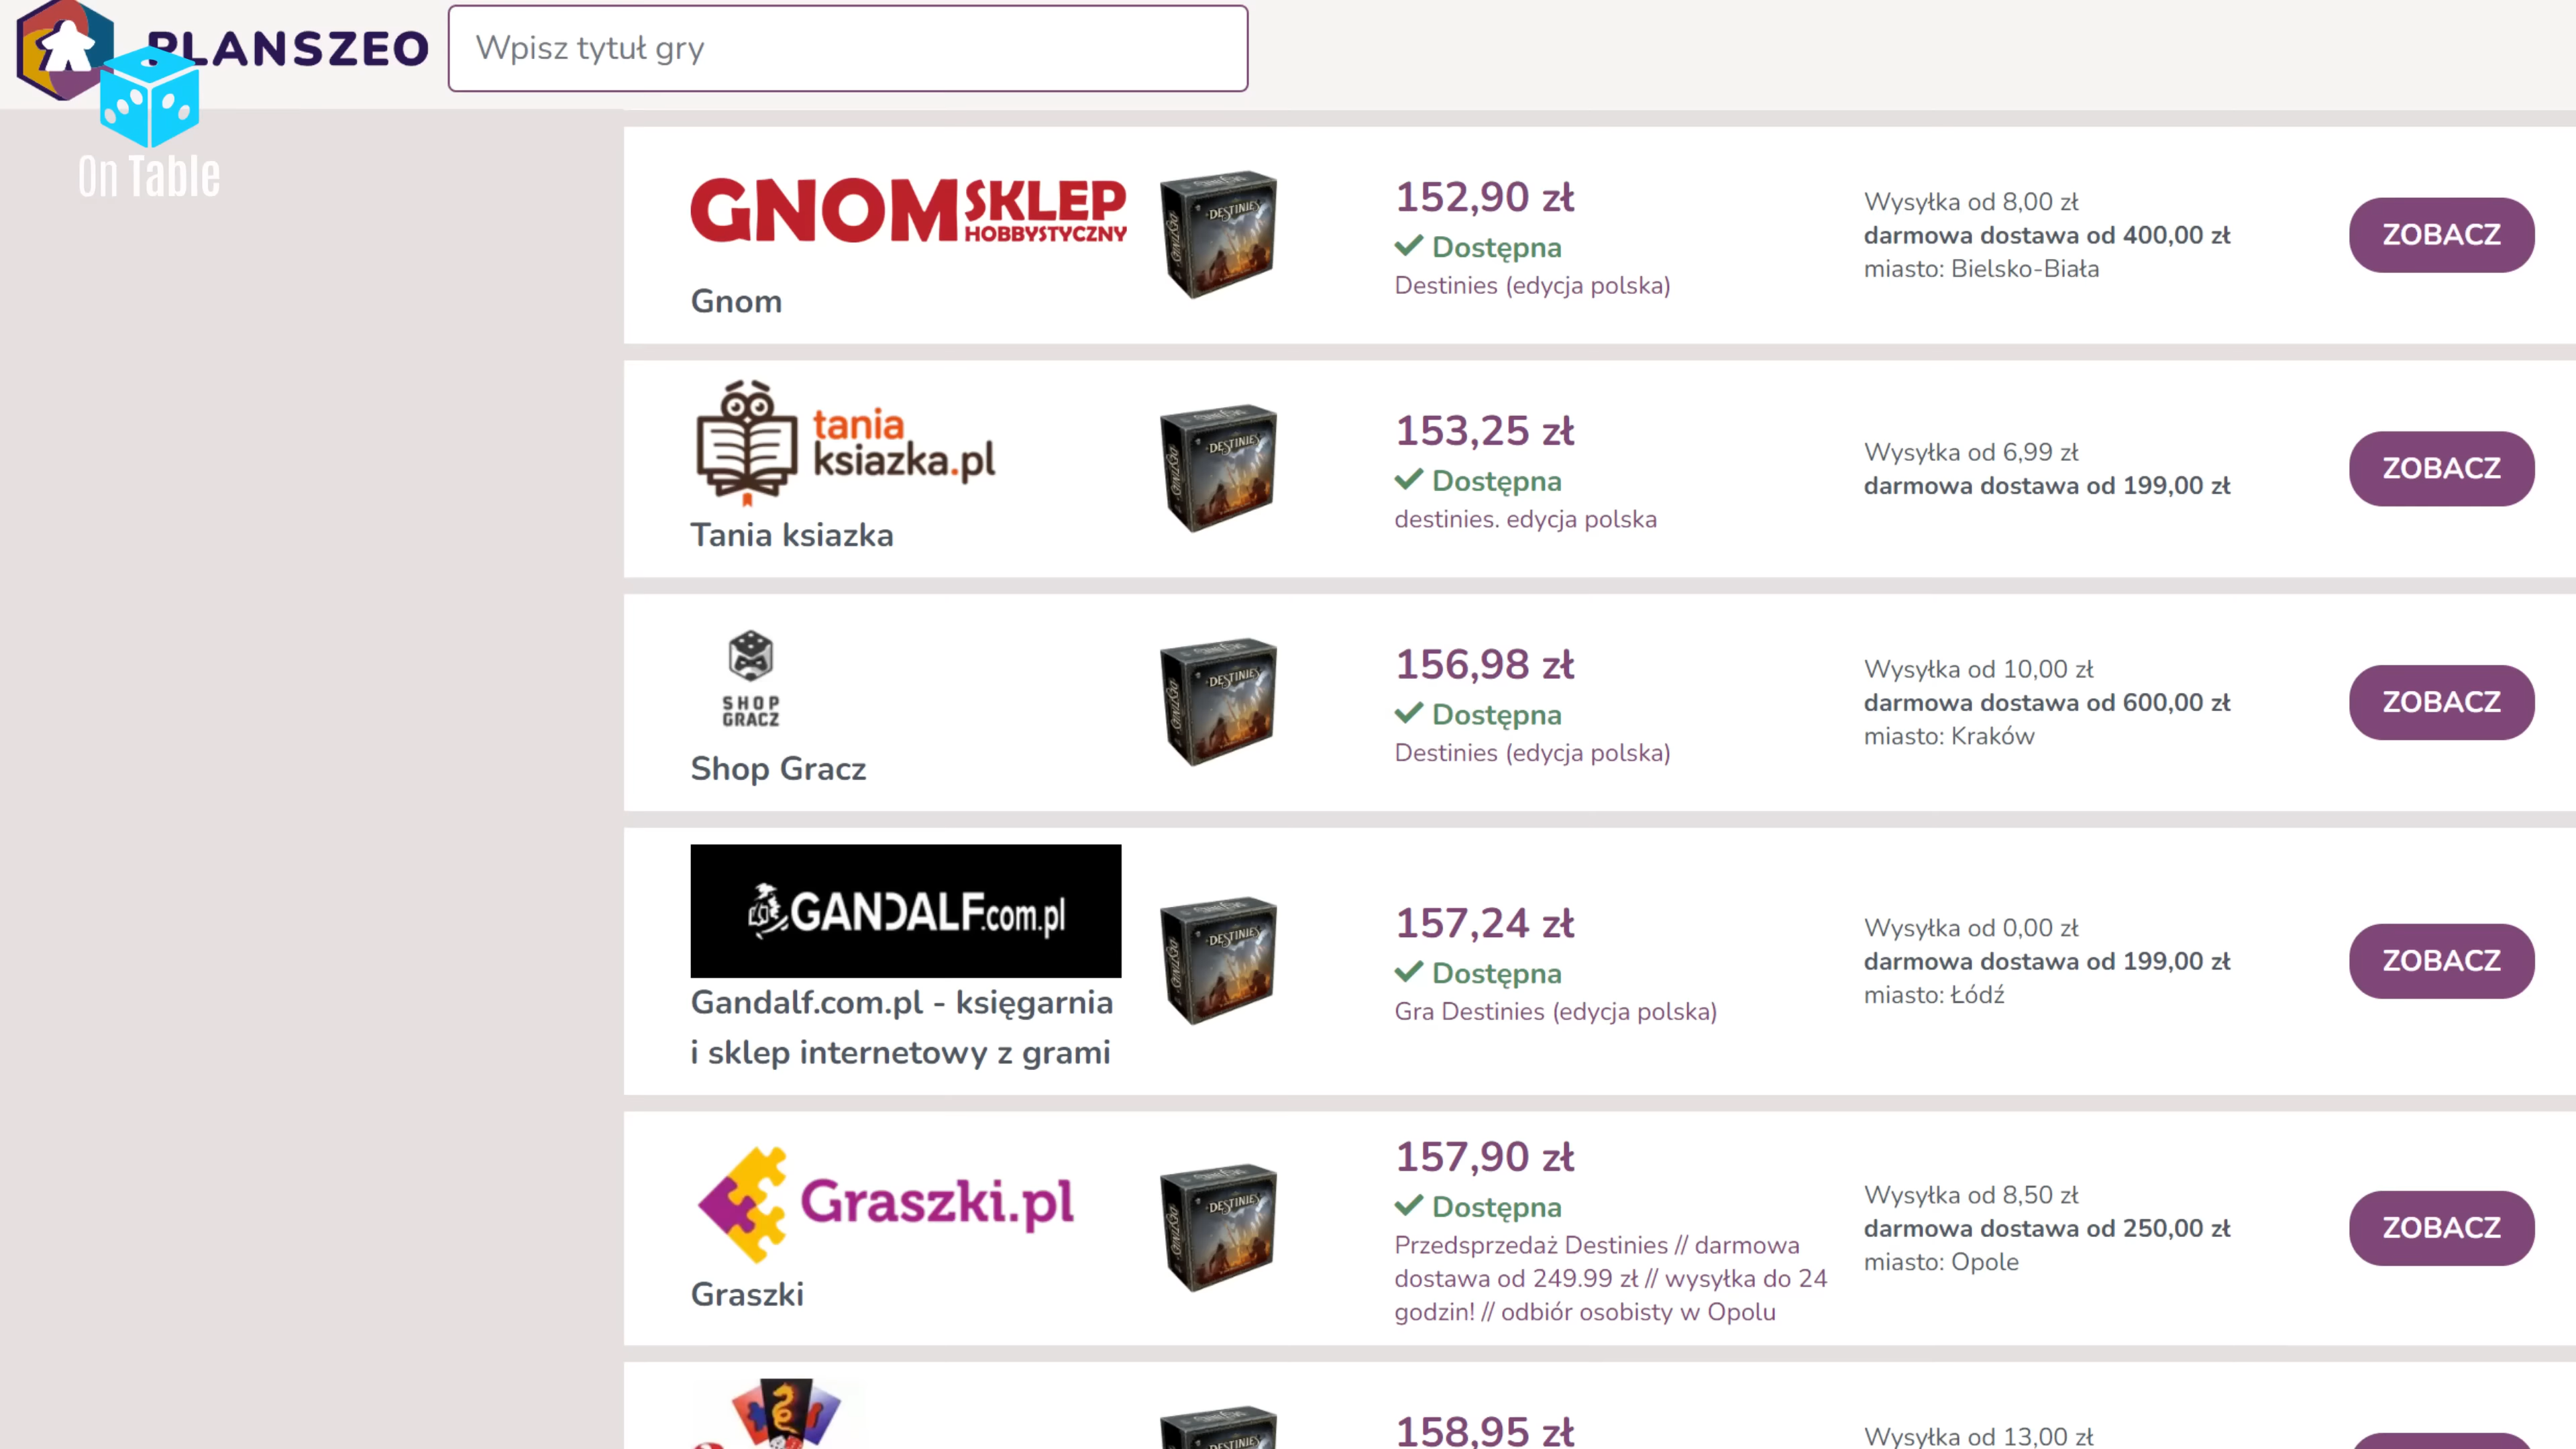 PLANSZEO
Wpisz tytuł gry
On Table
GNOM SKLEP
HOBBYSTYCZNY
Gnom
DESTINIES
152,90 zł
Dostępna
Destinies (edycja polska)
Wysyłka od 8,00 zł
darmowa dostawa od 400,00 zł
miasto: Bielsko-Biała
ZOBACZ
tania
ksiazka.pl
Tania ksiazka
DESTINIES
153,25 zł
Dostępna
destinies. edycja polska
Wysyłka od 6,99 zł
darmowa dostawa od 199,00 zł
ZOBACZ
SHOP
GRACZ
Shop Gracz
DESTINIES
156,98 zł
Dostępna
Destinies (edycja polska)
Wysyłka od 10,00 zł
darmowa dostawa od 600,00 zł
miasto: Kraków
ZOBACZ
GANDALF.com.pl
Gandalf.com.pl - księgarnia
i sklep internetowy z grami
DESTINIES
157,24 zł
Dostępna
Gra Destinies (edycja polska)
Wysyłka od 0,00 zł
darmowa dostawa od 199,00 zł
miasto: Łódź
ZOBACZ
Graszki.pl
Graszki
DESTINIES
157,90 zł
Dostępna
Przedsprzedaż Destinies // darmowa
dostawa od 249.99 zł // wysyłka do 24
godzin! // odbiór osobisty w Opolu
Wysyłka od 8,50 zł
darmowa dostawa od 250,00 zł
miasto: Opole
ZOBACZ
DESTINIES
158,95 zł
Wysyłka od 13,00 zł